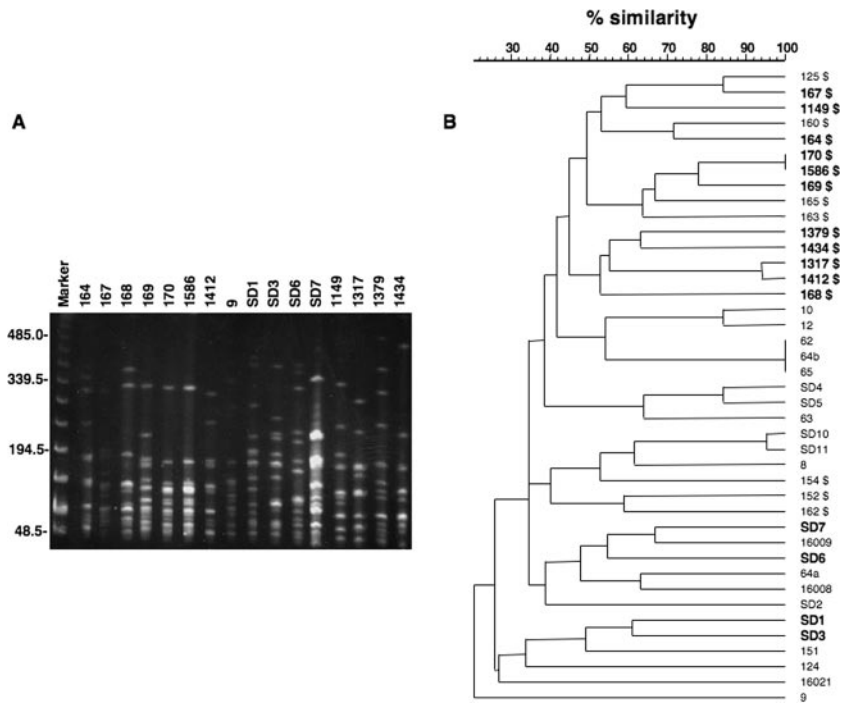 % similarity
30 40 50 60 70 80 90 100
A
B
Marker
164
167
168
169
170
1586
1412
9
SD1
SD3
SD6
SD7
1149
1317
1379
1434
485.0-
339.5-
194.5-
48.5-
125 $
167 $
1149 $
160 $
164 $
170 $
1586 $
169 $
165 $
163 $
1379 $
1434 $
1317 $
1412 $
168 $
10
12
62
64b
65
SD4
SD5
63
SD10
SD11
8
154 $
152 $
162 $
SD7
16009
SD6
64a
16008
SD2
SD1
SD3
151
124
16021
9